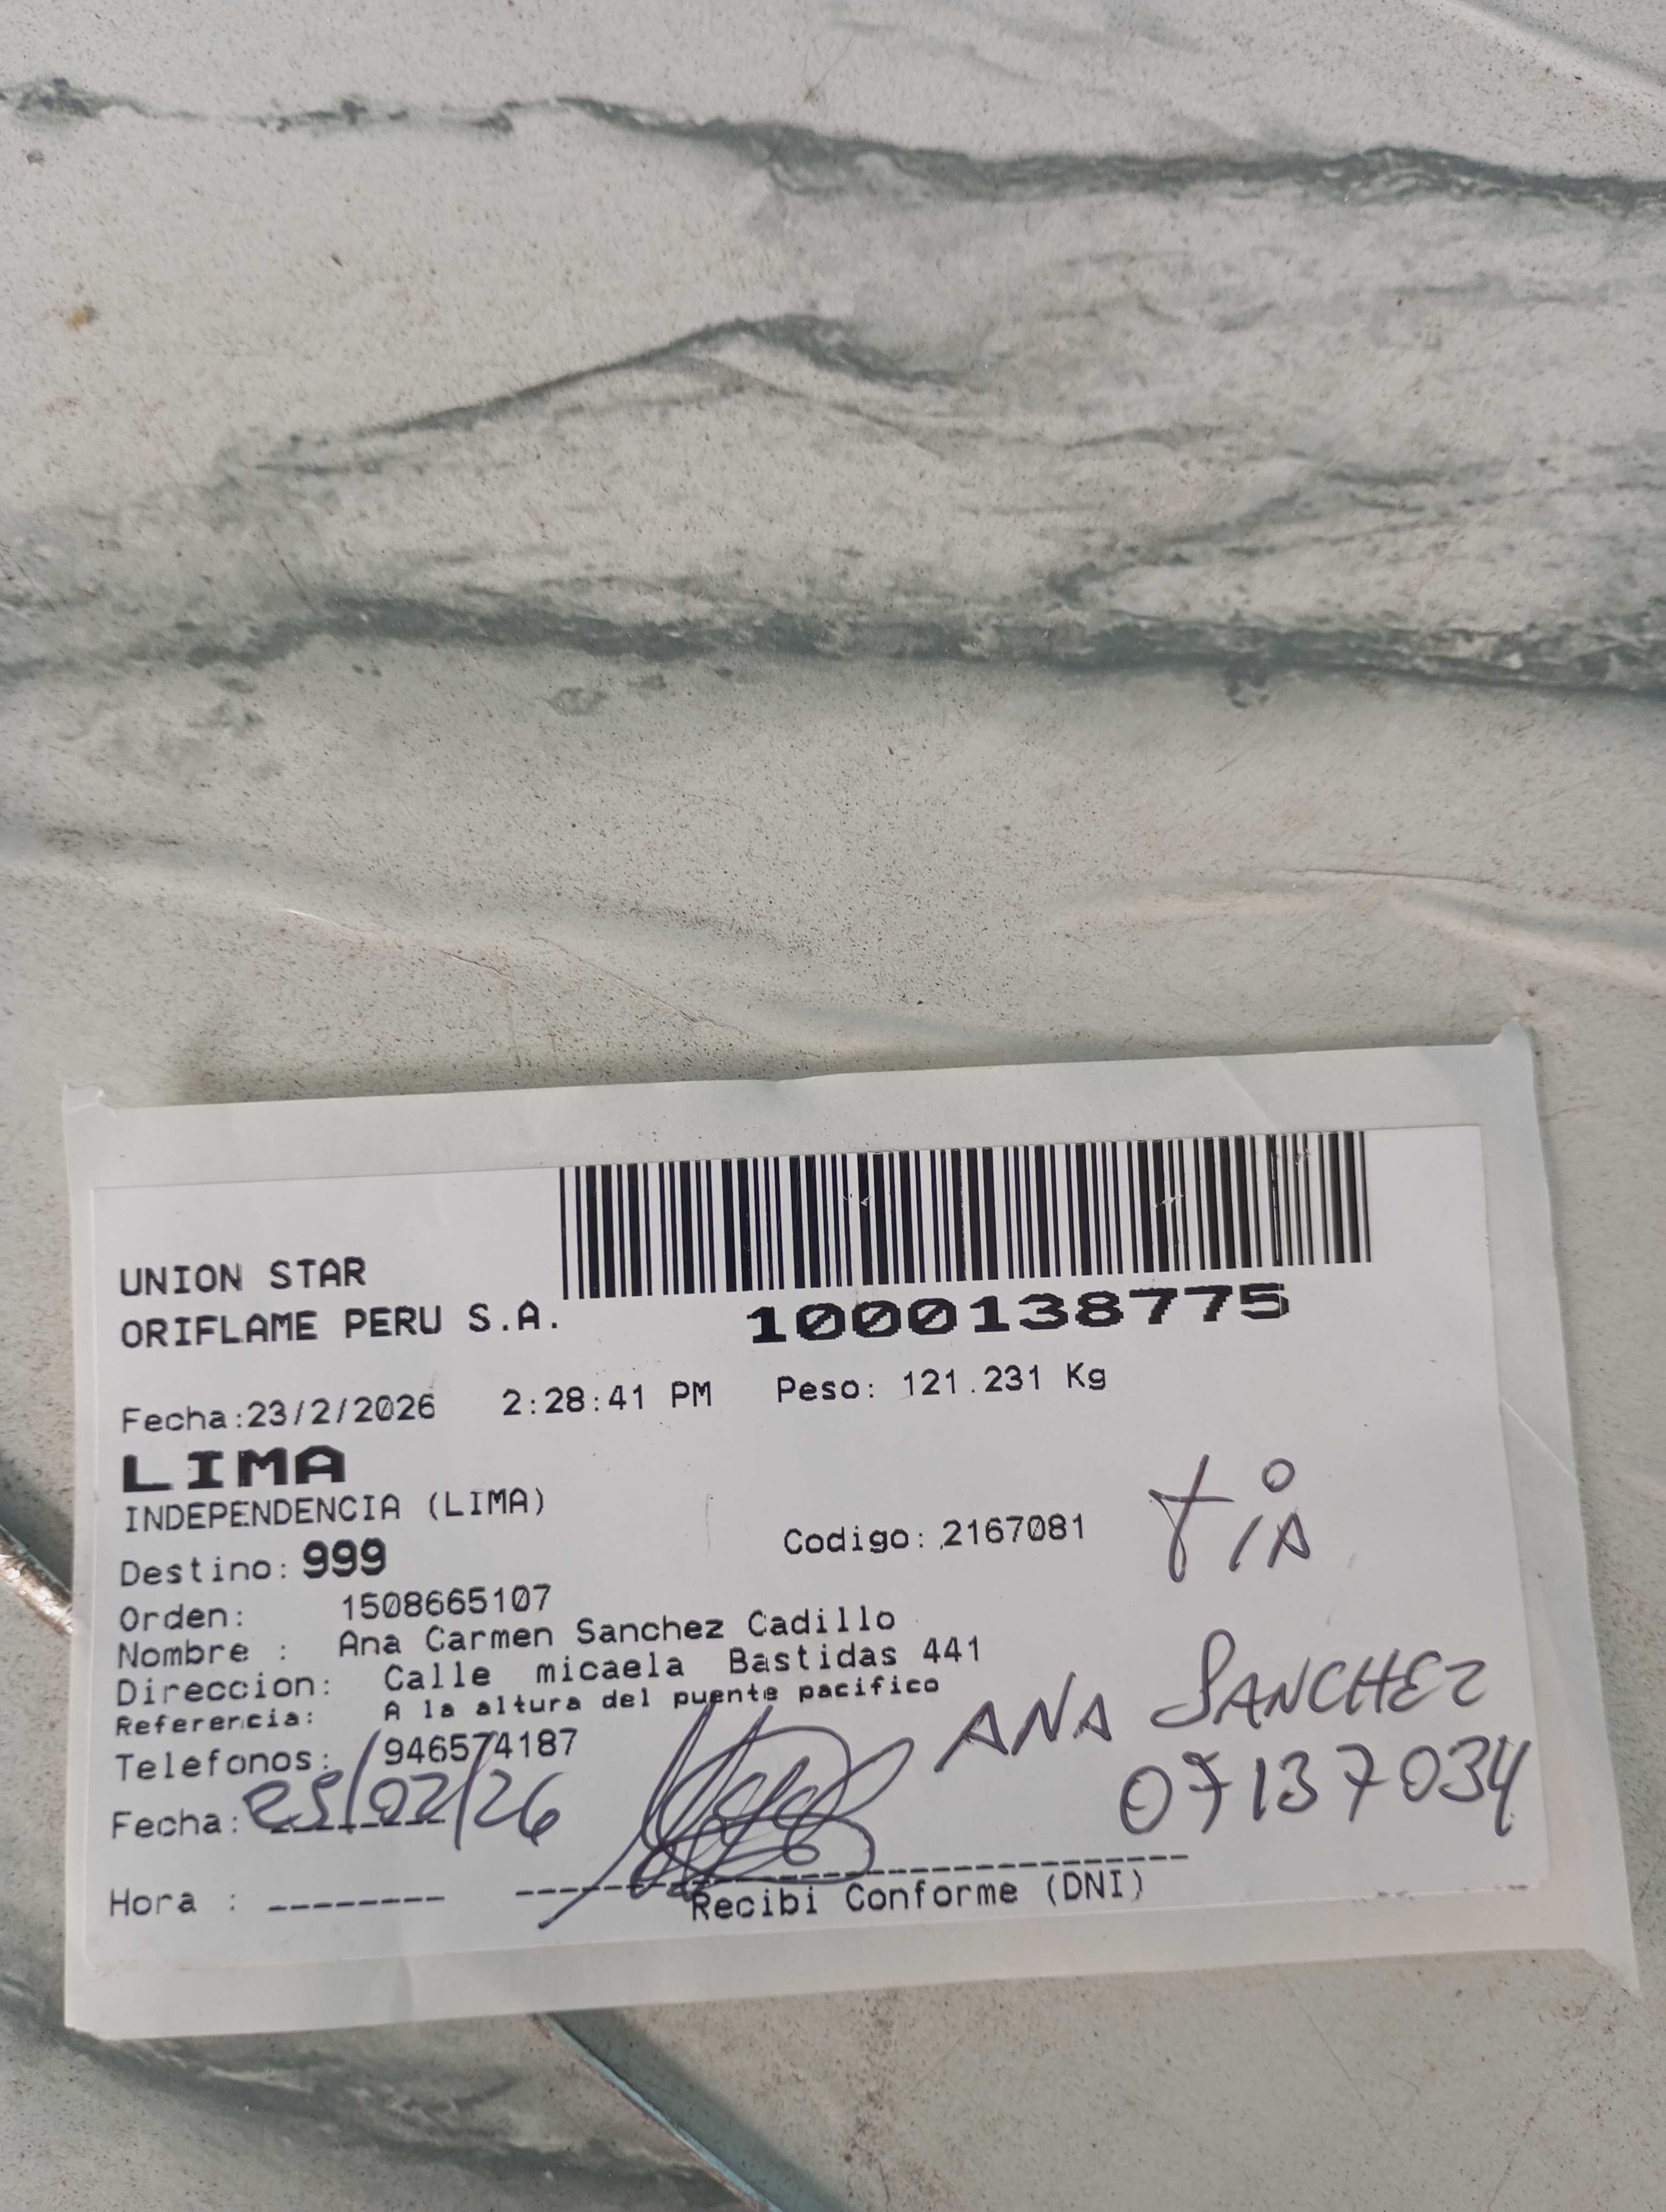 UNION STAR
ORIFLAME PERU S.A.
1000138775
Fecha:23/2/2026 2:28:41 PM Peso: 121.231 Kg
LIMA
INDEPENDENCIA (LIMA)
Destino: 999 Codigo: 2167081 TIA
Orden: 1508665107
Nombre : Ana Carmen Sanchez Cadillo
Direccion: Calle micaela Bastidas 441
Referencia: A la altura del puente pacifico
ANA SANCHEZ
Telefonos: 946574187
07137034
Fecha: 25/02/26
Hora :
Recibi Conforme (DNI)